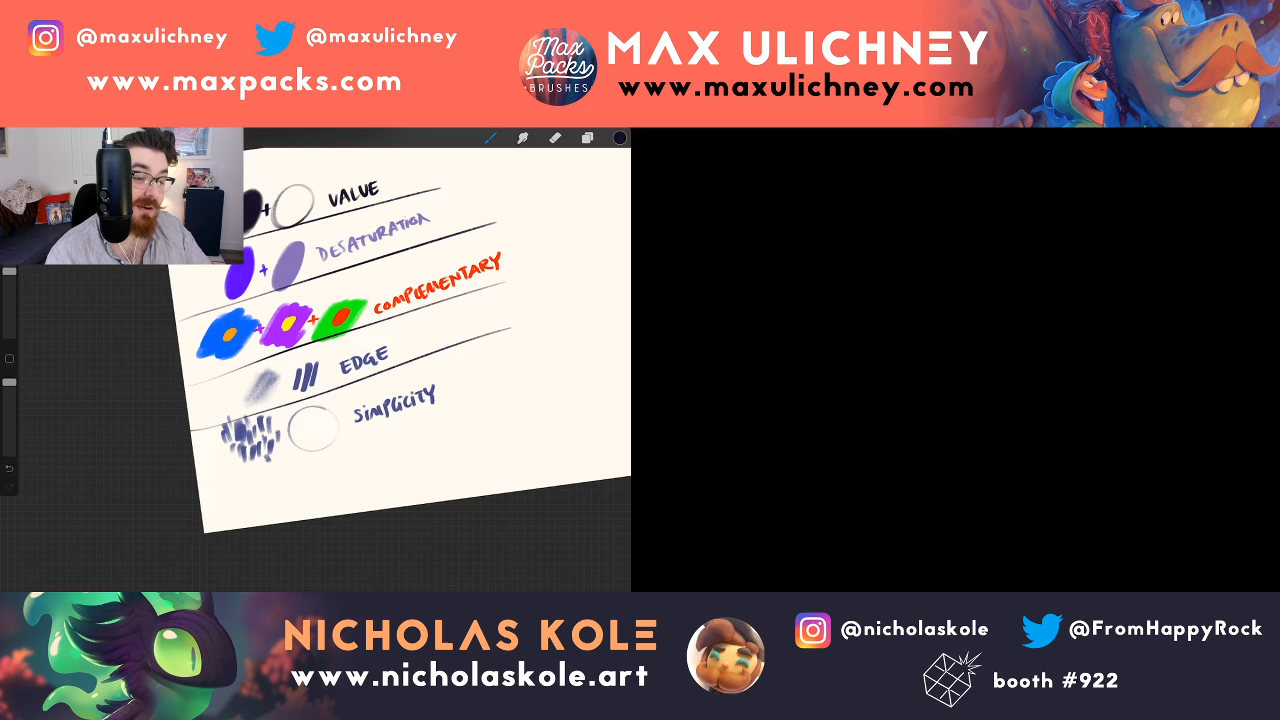 @maxulichney
@maxulichney
www.maxpacks.com
Max
Packs
BRUSHES
MAX ULICHNEY
www.maxulichney.com
+ VALUE
+ DESATURATION
+ + COMPLEMENTARY
EDGE
SIMPLICITY
NICHOLAS KOLE
www.nicholaskole.art
@nicholaskole
@FromHappyRock
booth #922